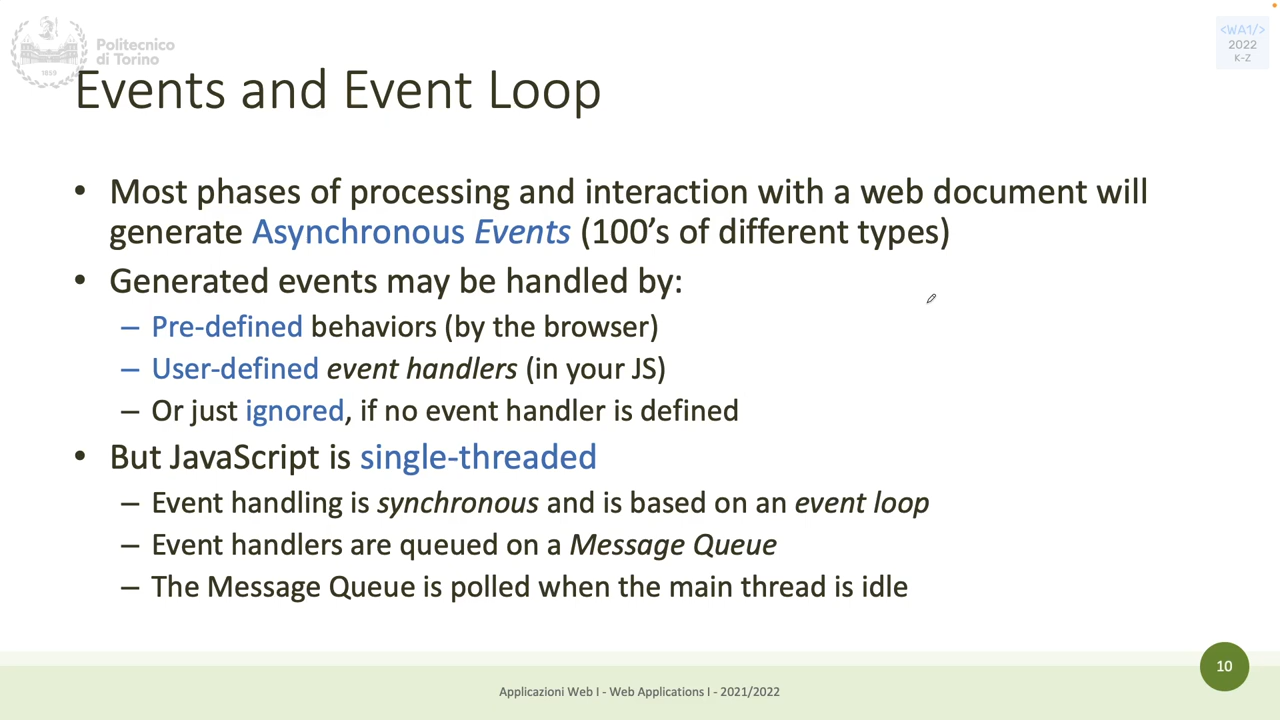 Politecnico
di Torino
1859
<WA1/>
2022
K-Z
Events and Event Loop
• Most phases of processing and interaction with a web document will
generate Asynchronous Events (100’s of different types)
• Generated events may be handled by:
– Pre-defined behaviors (by the browser)
– User-defined event handlers (in your JS)
– Or just ignored, if no event handler is defined
• But JavaScript is single-threaded
– Event handling is synchronous and is based on an event loop
– Event handlers are queued on a Message Queue
– The Message Queue is polled when the main thread is idle
10
Applicazioni Web I - Web Applications I - 2021/2022